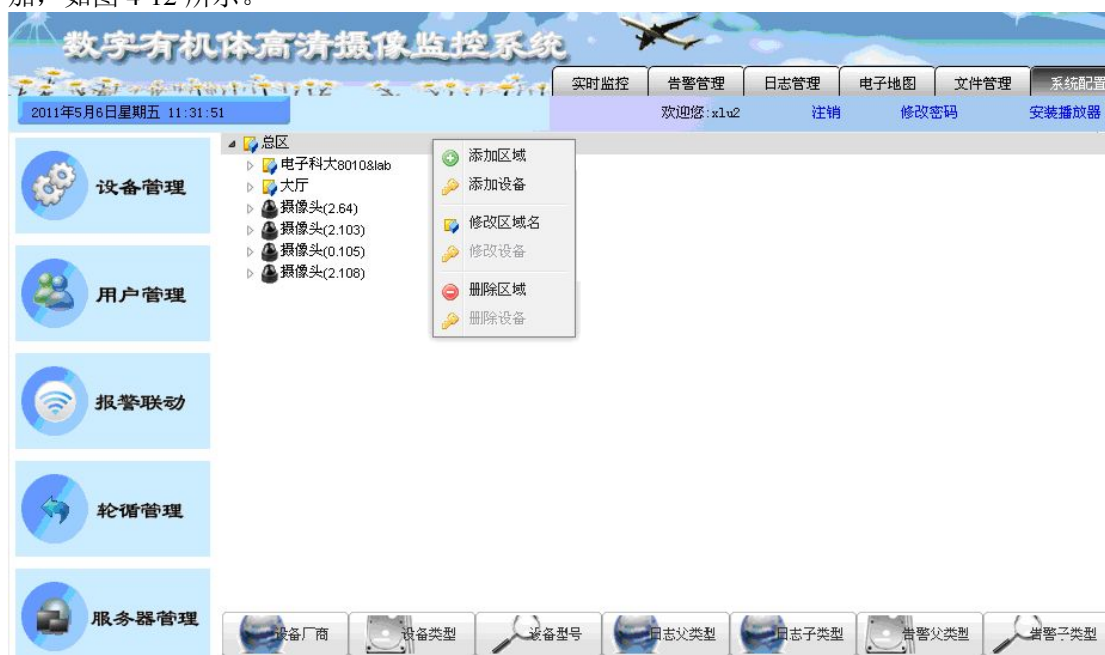 加，如图 4-12 所示。
数字有机体高清摄像监控系统
实时监控 告警管理 日志管理 电子地图 文件管理 系统配置
2011年5月6日星期五 11:31:51 欢迎您:xlu2 注销 修改密码 安装播放器
设备管理
用户管理
报警联动
轮循管理
服务器管理
总区
电子科大8010&lab
大厅
摄像头(2.64)
摄像头(2.103)
摄像头(0.105)
摄像头(2.108)
添加区域
添加设备
修改区域名
修改设备
删除区域
删除设备
设备厂商 设备类型 设备型号 日志父类型 日志子类型 告警父类型 告警子类型